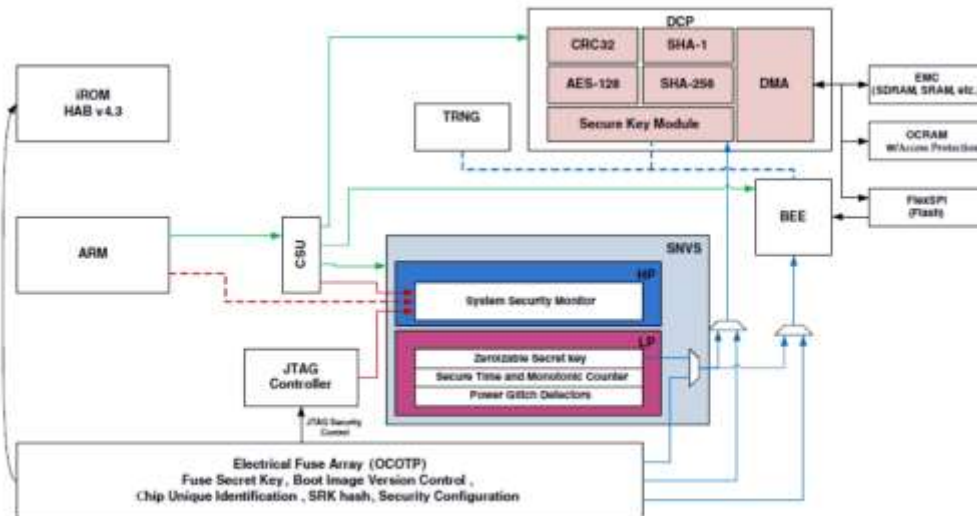 DCP
CRC32
SHA-1
AES-128
SHA-256
DMA
Secure Key Module
iROM
HAB v4.3
TRNG
EMC
(SDRAM, SRAM, etc.)
OCRAM
W/Access Protection
FlexSPI
(Flash)
BEE
ARM
CSU
SNVS
HP
System Security Monitor
LP
Zeroizable Secret key
Secure Time and Monotonic Counter
Power Glitch Detectors
JTAG
Controller
JTAG Security
Control
Electrical Fuse Array (OCOTP)
Fuse Secret Key, Boot Image Version Control,
Chip Unique Identification, SRK hash, Security Configuration